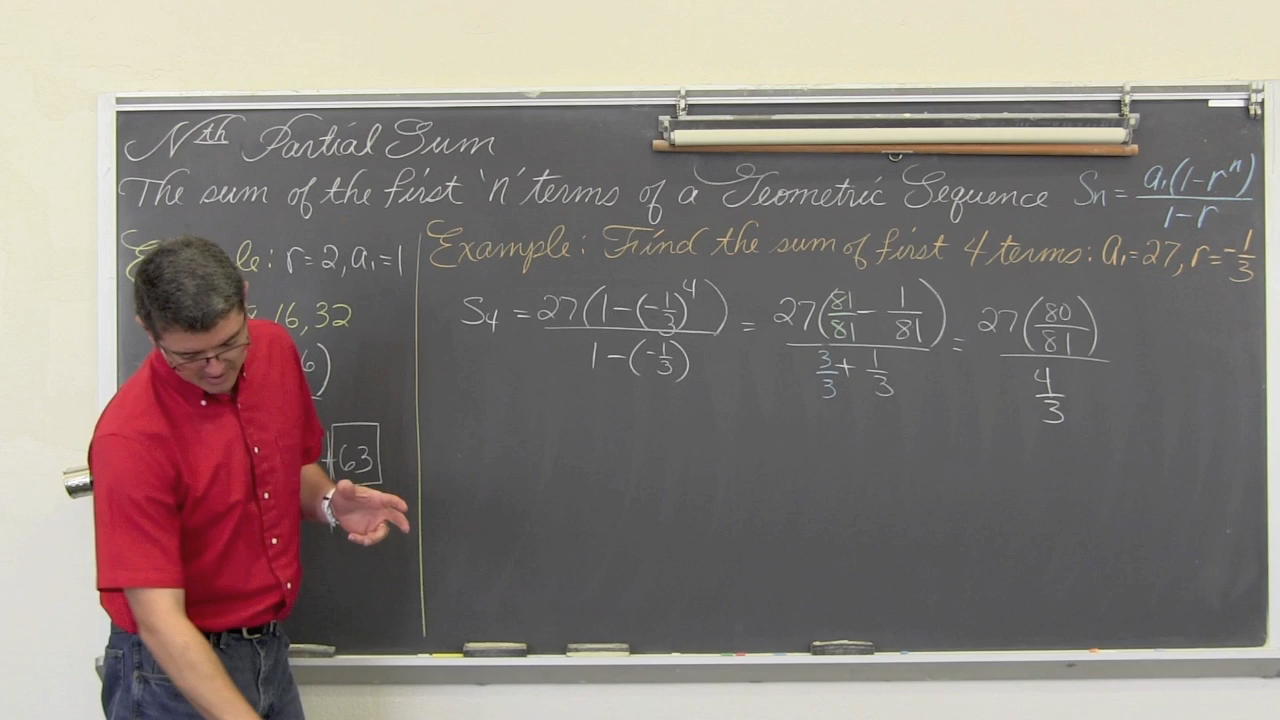 Nth Partial Sum
The sum of the first 'n' terms of a Geometric Sequence Sn = a₁(1-rⁿ) / 1-r
le: r=2, a₁=1
16, 32
6)
+63
Example: Find the sum of first 4 terms: a₁=27, r=-1/3
S₄ = 27(1-(-1/3)⁴) / 1-(-1/3) = 27(81/81 - 1/81) / 3/3 + 1/3 = 27(80/81) / 4/3